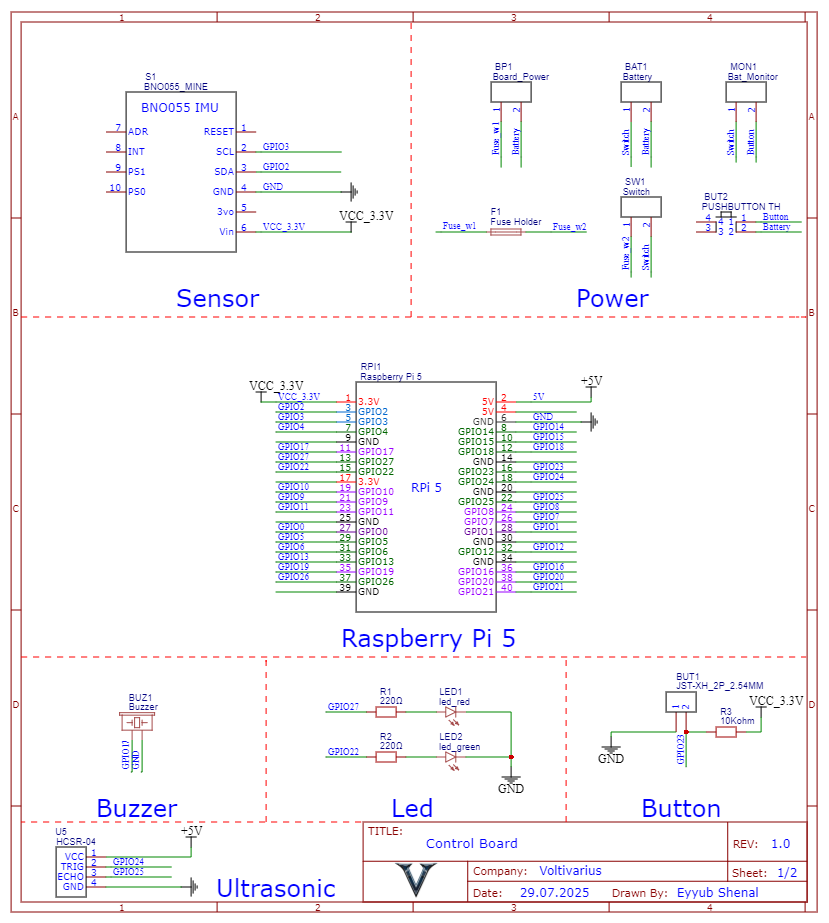 1 2 3 4
A A
S1
BNO055_MINE
BNO055 IMU
7 ADR RESET 1
8 INT SCL 2 GPIO3
9 PS1 SDA 3 GPIO2
10 PS0 GND 4 GND
3vo 5
Vin 6 VCC_3.3V
VCC_3.3V
Sensor
BP1
Board_Power
1 2
Fuse_w1 Battery
BAT1
Battery
1 2
Switch Battery
MON1
Bat_Monitor
1 2
Switch Button
F1
Fuse Holder
Fuse_w1 Fuse_w2
SW1
Switch
1 2
Fuse_w2 Switch
BUT2
PUSHBUTTON TH
4 4 1 1 Button
3 3 2 2 Battery
Power
B B
RPI1
Raspberry Pi 5
VCC_3.3V +5V
VCC_3.3V 1 3.3V 5V 2 5V
GPIO2 3 GPIO2 5V 4
GPIO3 5 GPIO3 GND 6 GND
GPIO4 7 GPIO4 GPIO14 8 GPIO14
9 GND GPIO15 10 GPIO15
GPIO17 11 GPIO17 GPIO18 12 GPIO18
GPIO27 13 GPIO27 GND 14
GPIO22 15 GPIO22 GPIO23 16 GPIO23
17 3.3V GPIO24 18 GPIO24
GPIO10 19 GPIO10 GND 20
GPIO9 21 GPIO9 GPIO25 22 GPIO25
GPIO11 23 GPIO11 GPIO8 24 GPIO8
25 GND GPIO7 26 GPIO7
GPIO0 27 GPIO0 GPIO1 28 GPIO1
GPIO5 29 GPIO5 GND 30
GPIO6 31 GPIO6 GPIO12 32 GPIO12
GPIO13 33 GPIO13 GND 34
GPIO19 35 GPIO19 GPIO16 36 GPIO16
GPIO26 37 GPIO26 GPIO20 38 GPIO20
39 GND GPIO21 40 GPIO21
RPi 5
C C
Raspberry Pi 5
D D
BUZ1
Buzzer
GPIO17 GND
Buzzer
R1
220Ω
LED1
led_red
GPIO27
R2
220Ω
LED2
led_green
GPIO22
GND
Led
BUT1
JST-XH_2P_2.54MM
1 2
VCC_3.3V
R3
10Kohm
GPIO23
GND
Button
U5
HCSR-04
+5V
VCC 1
TRIG 2 GPIO24
ECHO 3 GPIO25
GND 4
Ultrasonic
TITLE:
Control Board
REV: 1.0
V
Company: Voltivarius
Sheet: 1/2
Date: 29.07.2025 Drawn By: Eyyub Shenal
1 2 3 4